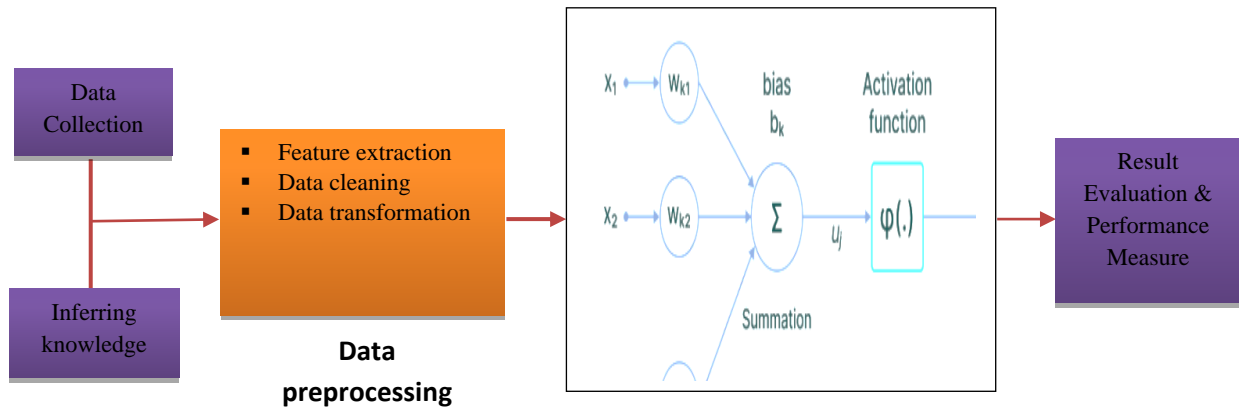 Data
Collection
Inferring
knowledge
▪ Feature extraction
▪ Data cleaning
▪ Data transformation
Data
preprocessing
X₁
Wₖ₁
bias
bₖ
Activation
function
X₂
Wₖ₂
Σ
uⱼ
φ(.)
Summation
Result
Evaluation &
Performance
Measure